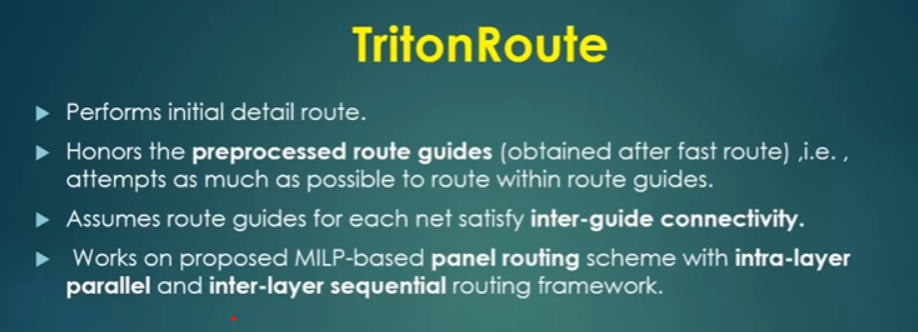 TritonRoute
Performs initial detail route.
Honors the preprocessed route guides (obtained after fast route) ,i.e. ,
attempts as much as possible to route within route guides.
Assumes route guides for each net satisfy inter-guide connectivity.
Works on proposed MILP-based panel routing scheme with intra-layer
parallel and inter-layer sequential routing framework.